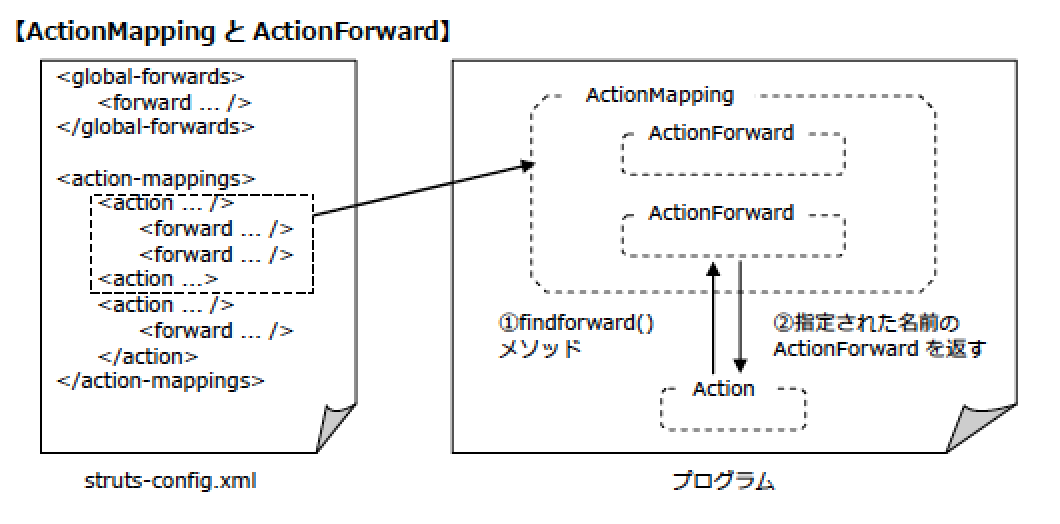 【ActionMapping と ActionForward】
<global-forwards>
<forward ... />
</global-forwards>
<action-mappings>
<action ... />
<forward ... />
<forward ... />
<action ...>
<action ... />
<forward ... />
</action>
</action-mappings>
struts-config.xml
ActionMapping
ActionForward
ActionForward
①findforward()
メソッド
②指定された名前の
ActionForward を返す
Action
プログラム